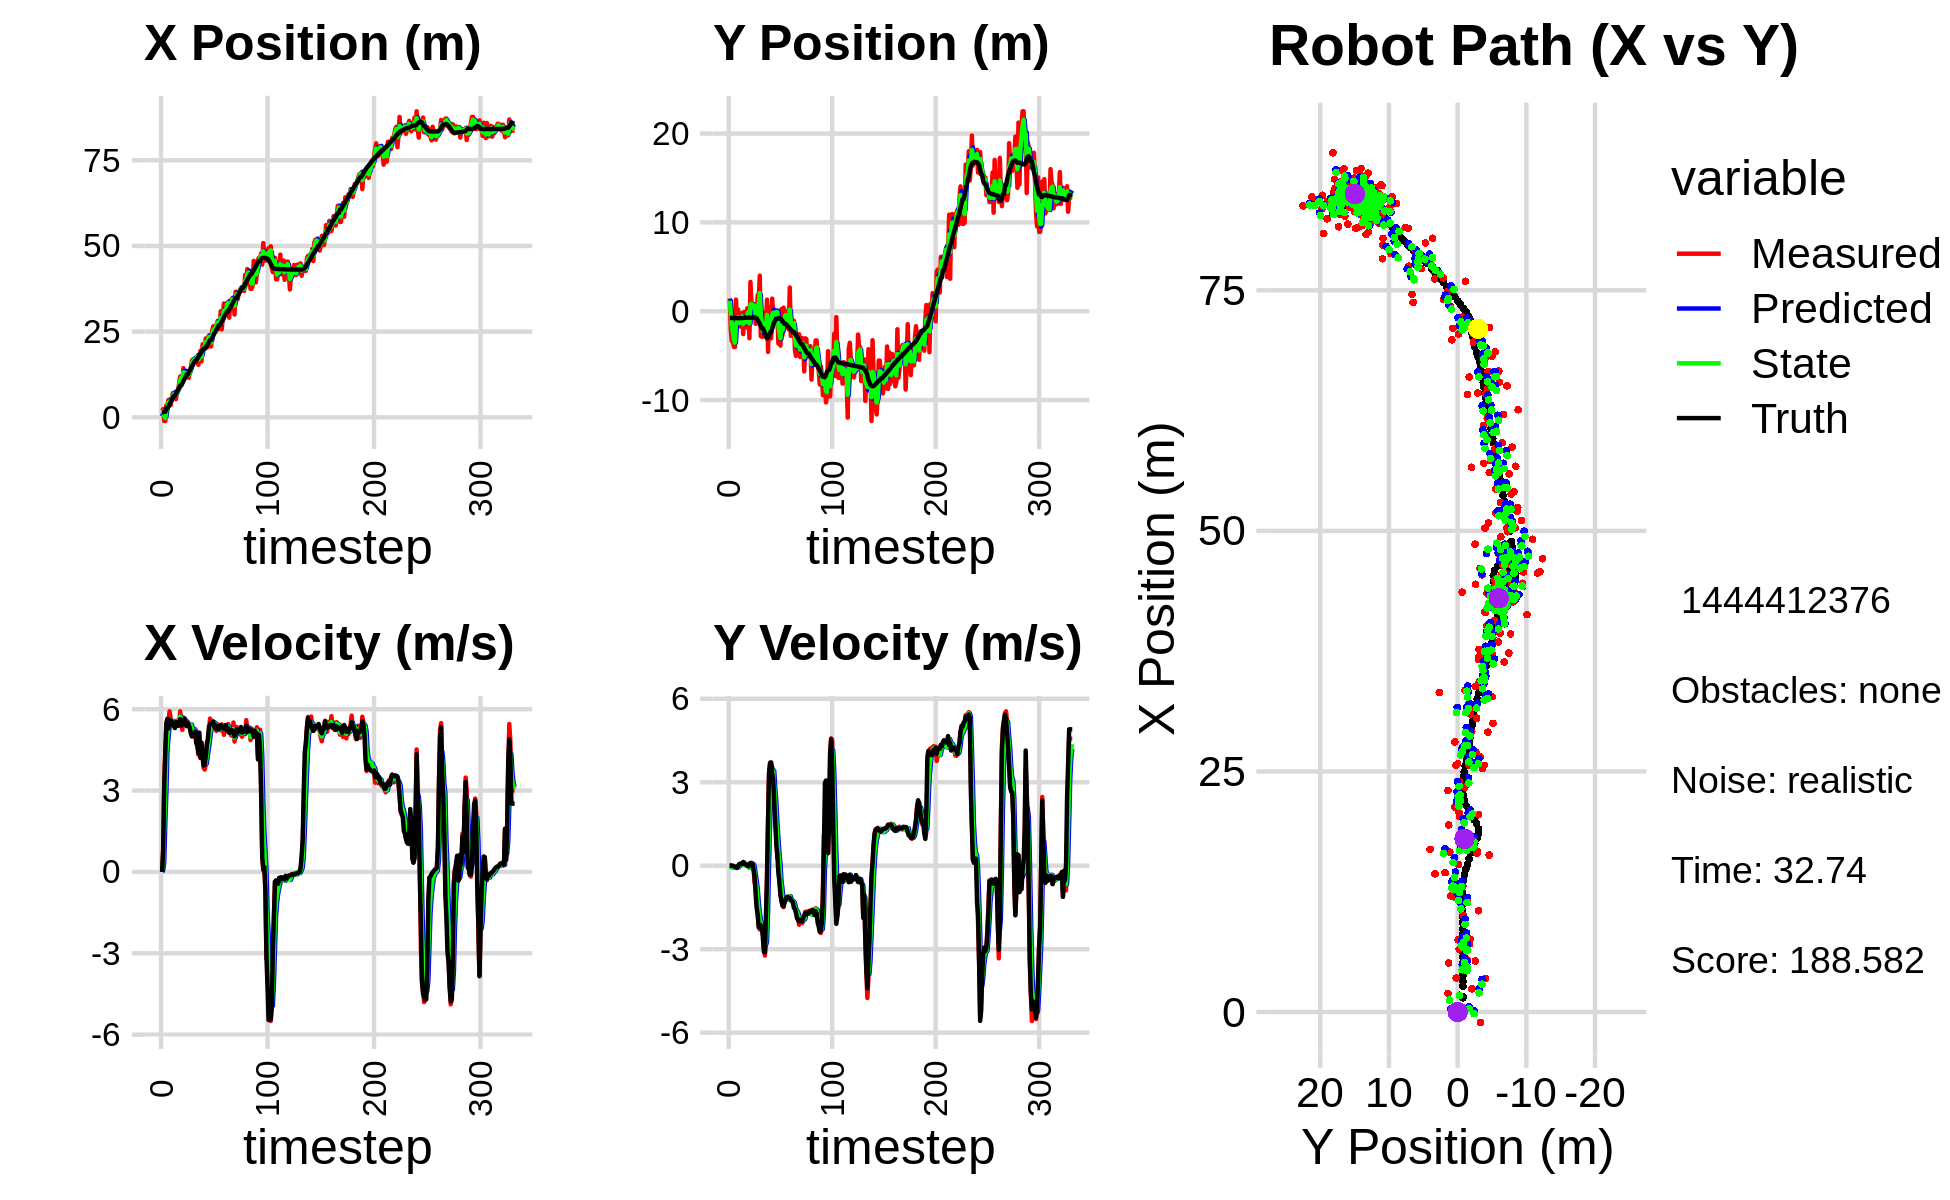 X Position (m)
75
50
25
0
0
100
200
300
timestep
Y Position (m)
20
10
0
-10
0
100
200
300
timestep
X Velocity (m/s)
6
3
0
-3
-6
0
100
200
300
timestep
Y Velocity (m/s)
6
3
0
-3
-6
0
100
200
300
timestep
Robot Path (X vs Y)
X Position (m)
75
50
25
0
20 10 0 -10 -20
Y Position (m)
variable
Measured
Predicted
State
Truth
1444412376
Obstacles: none
Noise: realistic
Time: 32.74
Score: 188.582